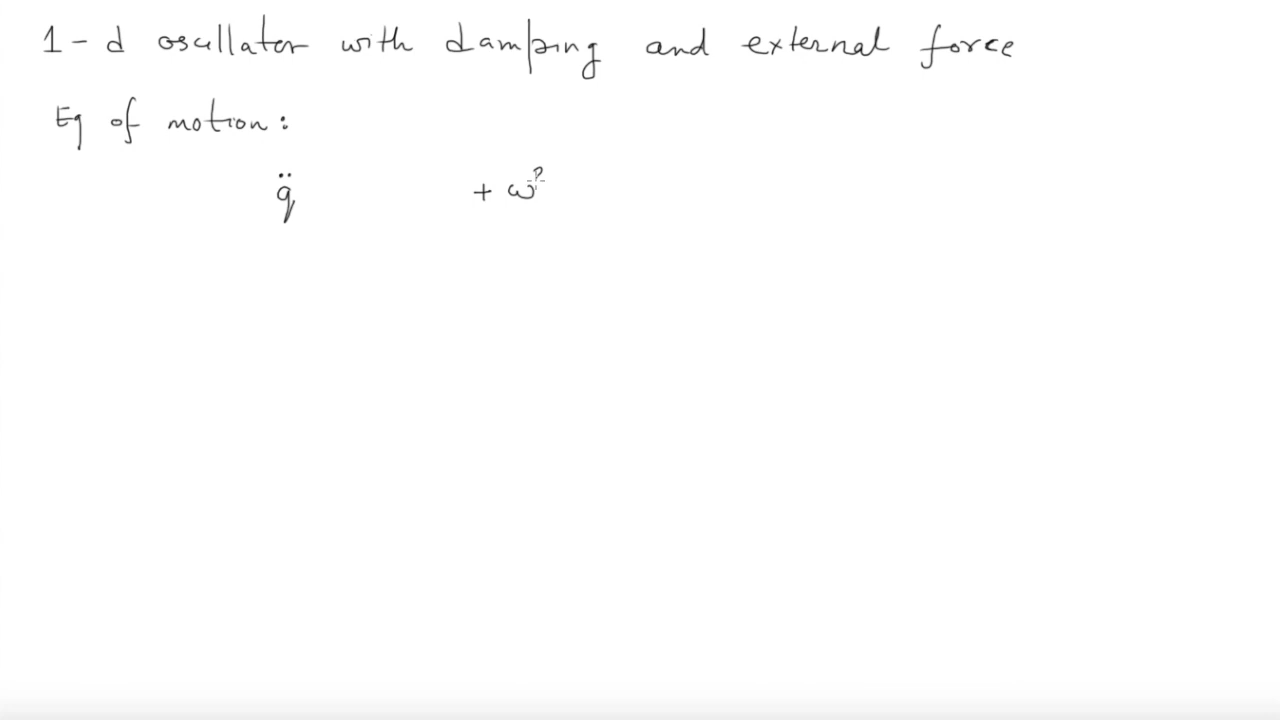 1-d oscillator with damping and external force
Eq of motion:
q̈ + ω²